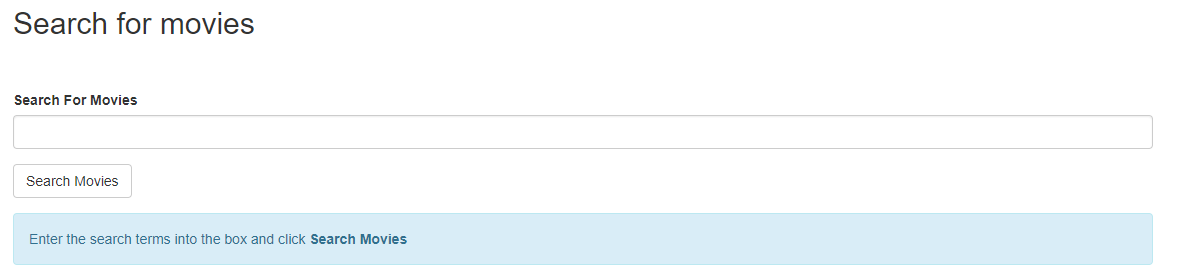 Search for movies
Search For Movies
Search Movies
Enter the search terms into the box and click Search Movies